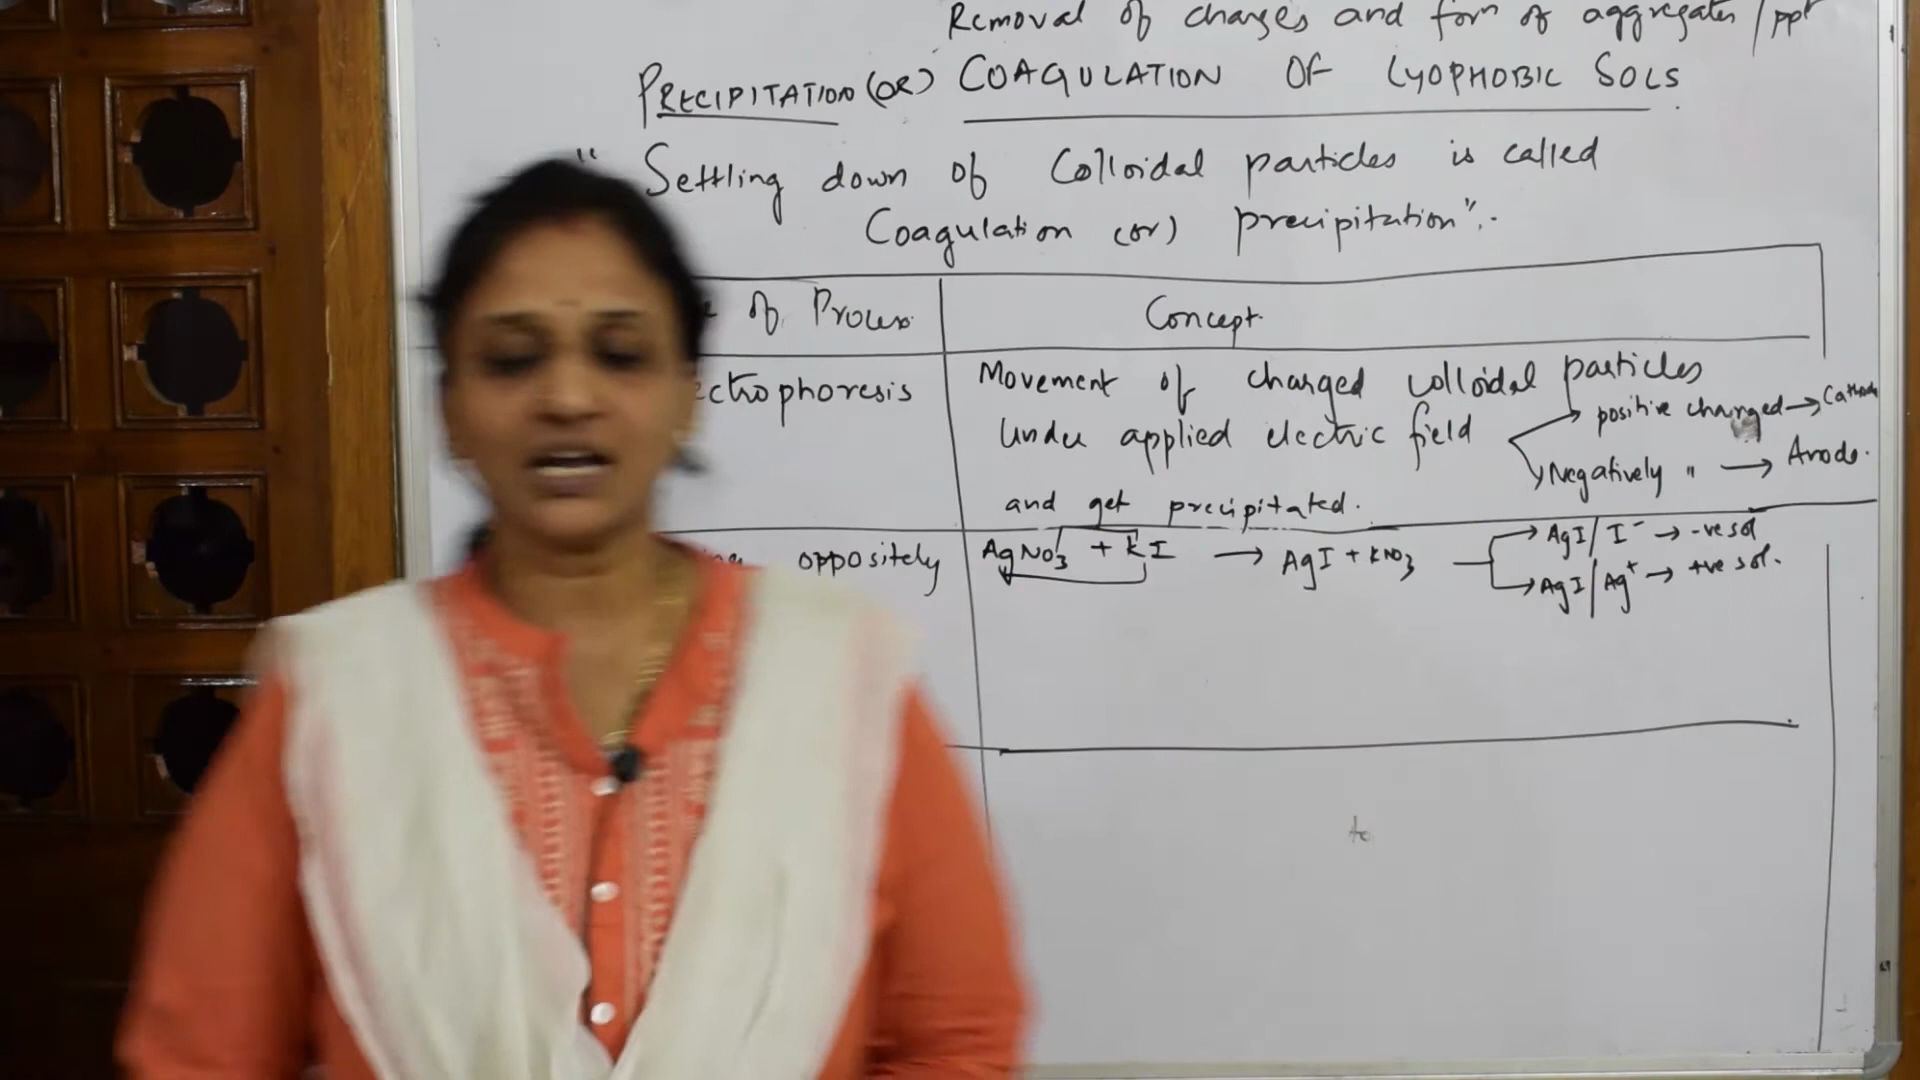 Removal of charges and formn of aggregates/ppt
PRECIPITATION (OR) COAGULATION OF LYOPHOBIC SOLS
"Settling down of Colloidal particles is called
Coagulation (or) precipitation".
of Process Concept
ectrophoresis Movement of charged colloidal particles
Under applied electric field
positive charged → Cathode
Negatively " → Anode.
and get precipitated.
oppositely AgNO3 + KI → AgI + KNO3
AgI/I- → -ve sol
AgI/Ag+ → +ve sol.
to